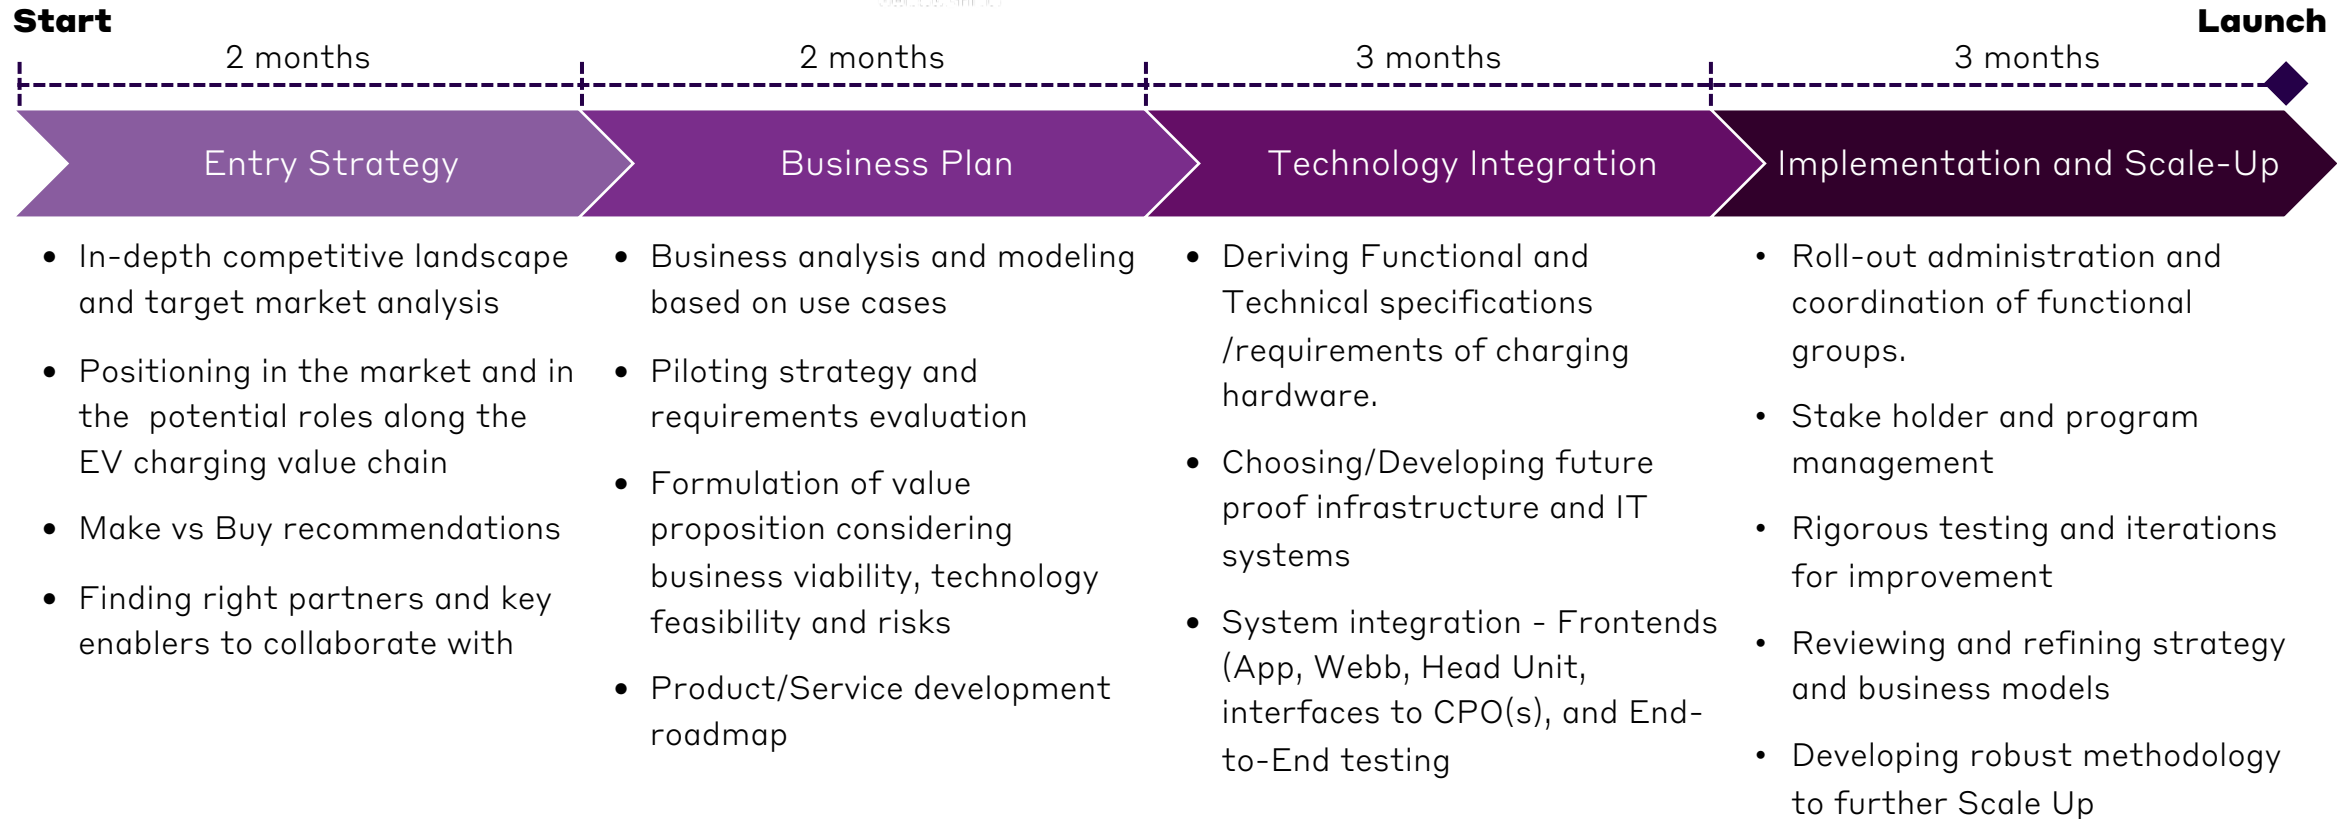 Start
Launch
2 months
2 months
3 months
3 months
Entry Strategy
Business Plan
Technology Integration
Implementation and Scale-Up
• In-depth competitive landscape
and target market analysis
• Positioning in the market and in
the potential roles along the
EV charging value chain
• Make vs Buy recommendations
• Finding right partners and key
enablers to collaborate with
• Business analysis and modeling
based on use cases
• Piloting strategy and
requirements evaluation
• Formulation of value
proposition considering
business viability, technology
feasibility and risks
• Product/Service development
roadmap
• Deriving Functional and
Technical specifications
/requirements of charging
hardware.
• Choosing/Developing future
proof infrastructure and IT
systems
• System integration - Frontends
(App, Webb, Head Unit,
interfaces to CPO(s), and End-
to-End testing
• Roll-out administration and
coordination of functional
groups.
• Stake holder and program
management
• Rigorous testing and iterations
for improvement
• Reviewing and refining strategy
and business models
• Developing robust methodology
to further Scale Up